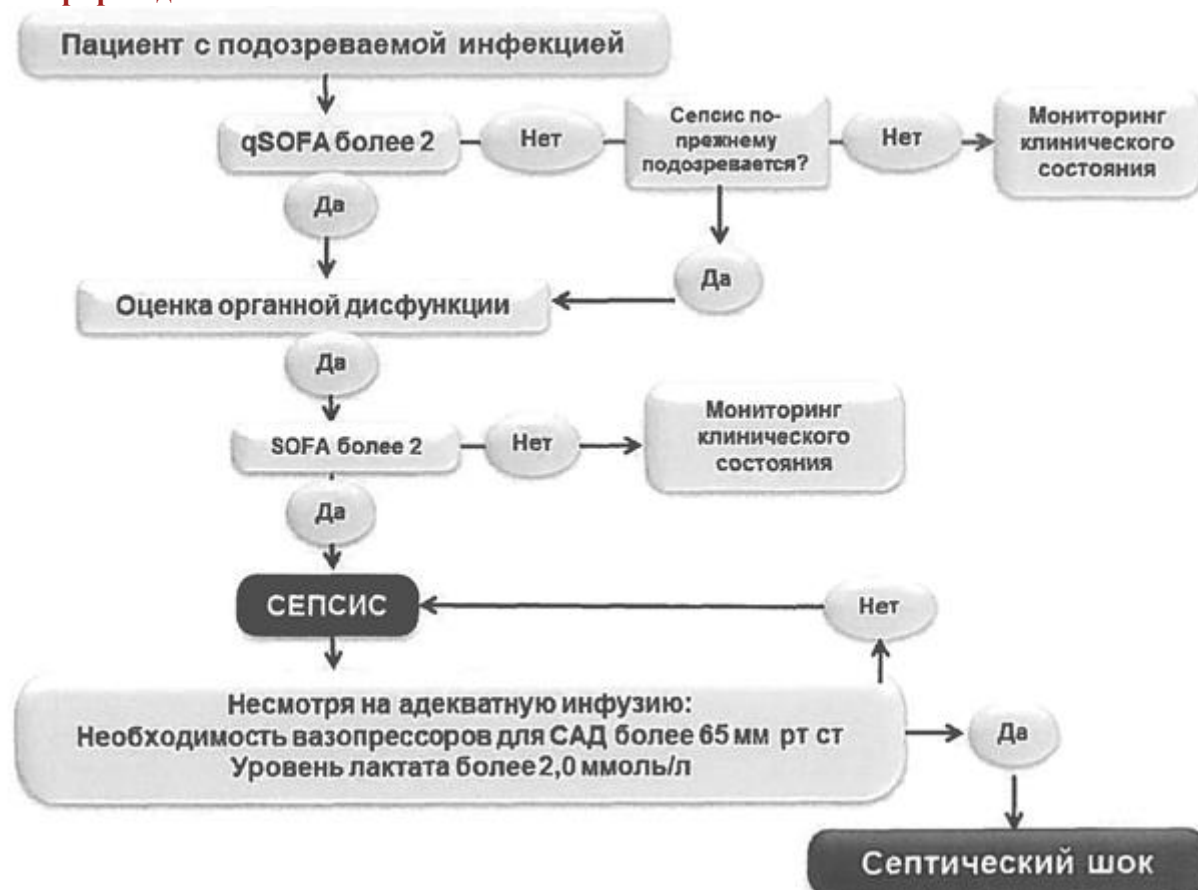 Пациент с подозреваемой инфекцией
qSOFA более 2
Нет
Сепсис по-
прежнему
подозревается?
Нет
Мониторинг
клинического
состояния
Да
Да
Оценка органной дисфункции
Да
SOFA более 2
Нет
Мониторинг
клинического
состояния
Да
СЕПСИС
Нет
Несмотря на адекватную инфузию:
Необходимость вазопрессоров для САД более 65 мм рт ст
Уровень лактата более 2,0 ммоль/л
Да
Септический шок